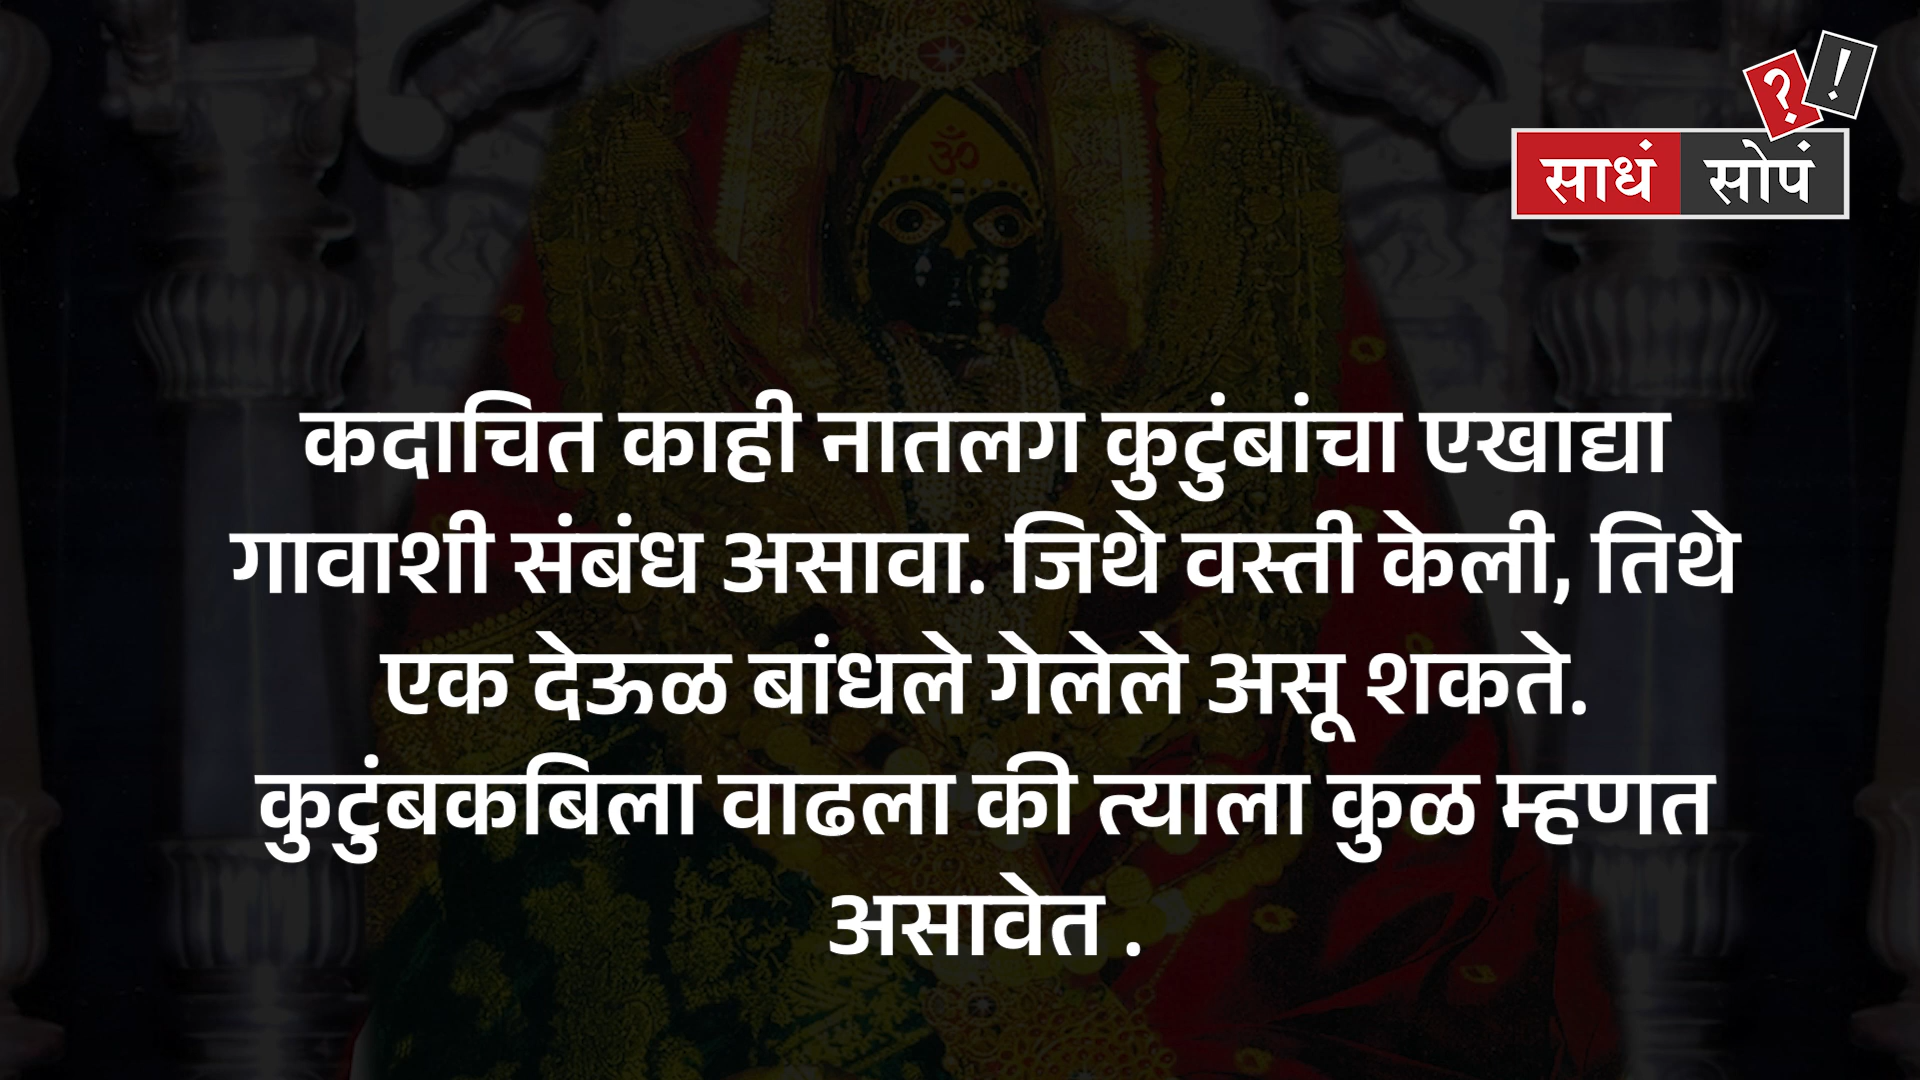 ?!
साधं सोपं
ॐ
कदाचित काही नातलग कुटुंबांचा एखाद्या
गावाशी संबंध असावा. जिथे वस्ती केली, तिथे
एक देऊळ बांधले गेलेले असू शकते.
कुटुंबकबिला वाढला की त्याला कुळ म्हणत
असावेत .